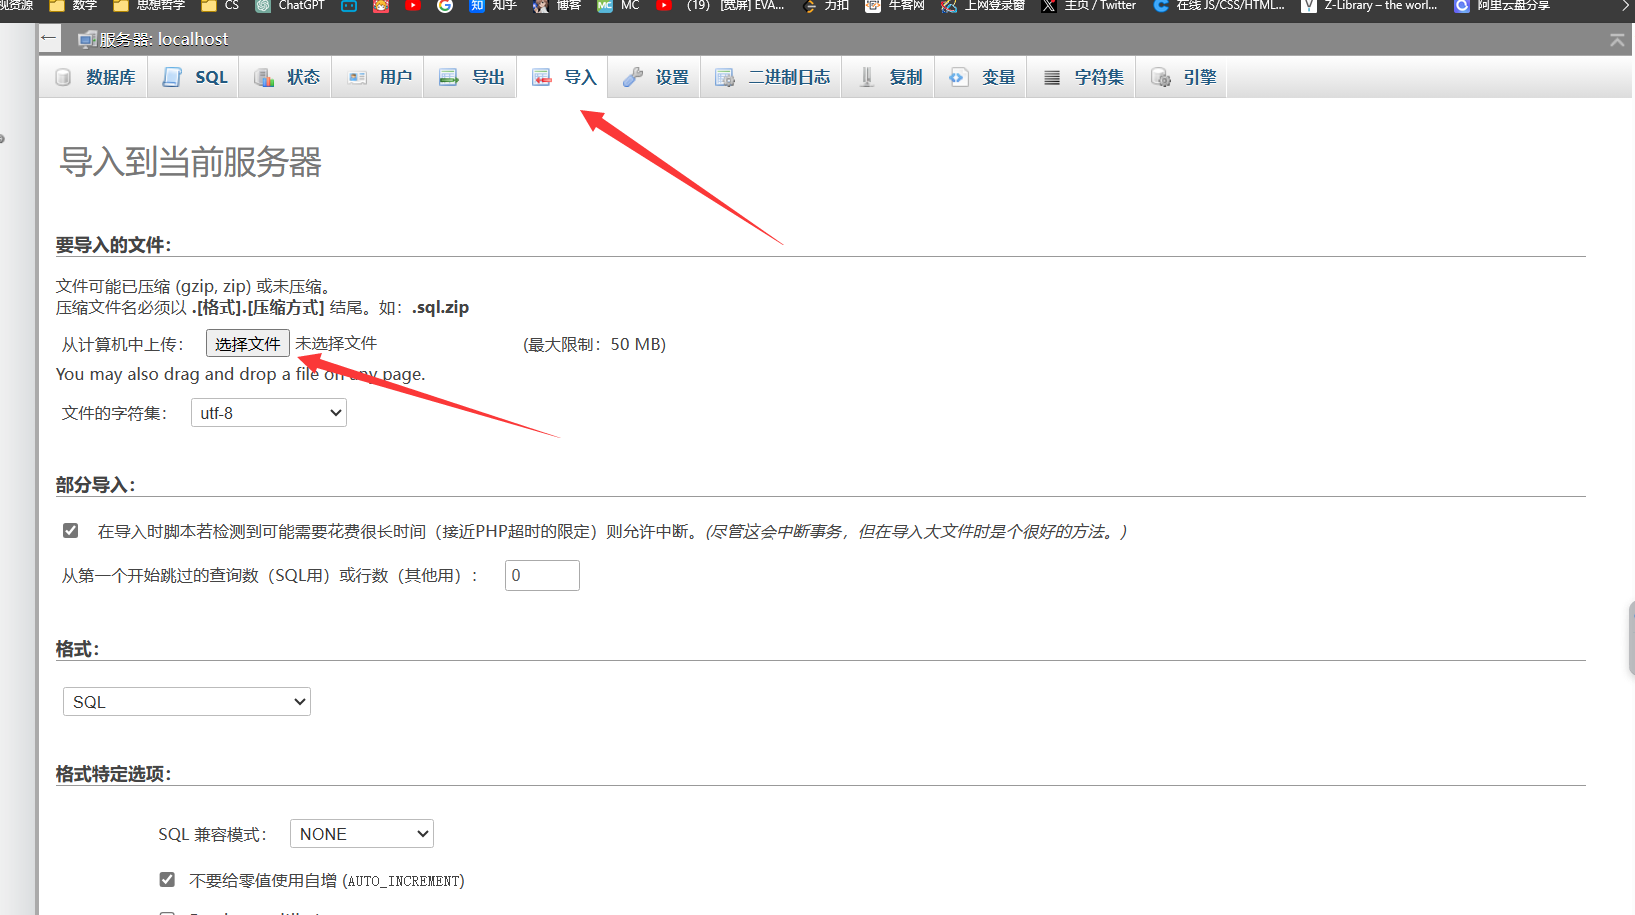 视资源 数学 思想哲学 CS ChatGPT 知乎 博客 MC (19) [宽屏] EVA... 力扣 牛客网 上网登录窗 主页 / Twitter 在线 JS/CSS/HTML... Z-Library – the worl... 阿里云盘分享
服务器: localhost
数据库 SQL 状态 用户 导出 导入 设置 二进制日志 复制 变量 字符集 引擎
导入到当前服务器
要导入的文件:
文件可能已压缩 (gzip, zip) 或未压缩。
压缩文件名必须以 .[格式].[压缩方式] 结尾。如：.sql.zip
从计算机中上传： 选择文件 未选择文件 (最大限制：50 MB)
You may also drag and drop a file on any page.
文件的字符集： utf-8
部分导入:
在导入时脚本若检测到可能需要花费很长时间（接近PHP超时的限定）则允许中断。(尽管这会中断事务，但在导入大文件时是个很好的方法。)
从第一个开始跳过的查询数（SQL用）或行数（其他用）： 0
格式:
SQL
格式特定选项:
SQL 兼容模式： NONE
不要给零值使用自增 (AUTO_INCREMENT)